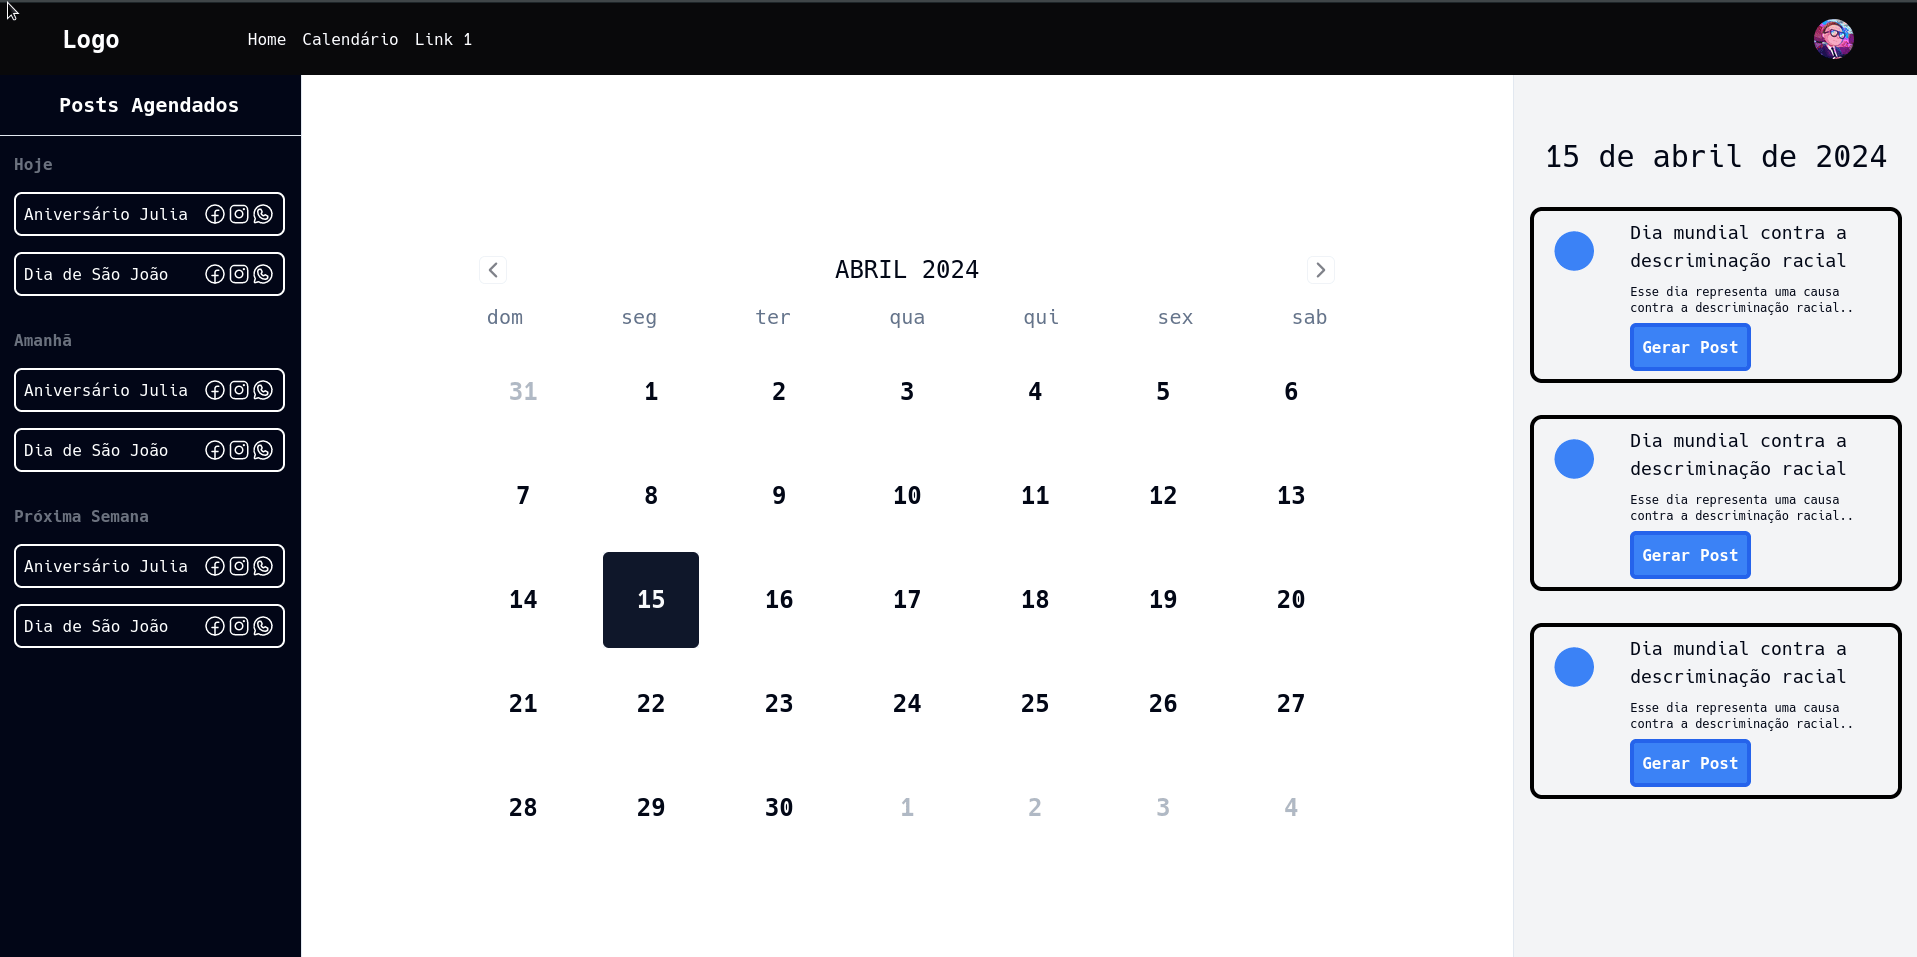 Logo
Home Calendário Link 1
Posts Agendados
Hoje
Aniversário Julia
Dia de São João
Amanhã
Aniversário Julia
Dia de São João
Próxima Semana
Aniversário Julia
Dia de São João
ABRIL 2024
dom seg ter qua qui sex sab
31 1 2 3 4 5 6
7 8 9 10 11 12 13
14 15 16 17 18 19 20
21 22 23 24 25 26 27
28 29 30 1 2 3 4
15 de abril de 2024
Dia mundial contra a
descriminação racial
Esse dia representa uma causa
contra a descriminação racial..
Gerar Post
Dia mundial contra a
descriminação racial
Esse dia representa uma causa
contra a descriminação racial..
Gerar Post
Dia mundial contra a
descriminação racial
Esse dia representa uma causa
contra a descriminação racial..
Gerar Post